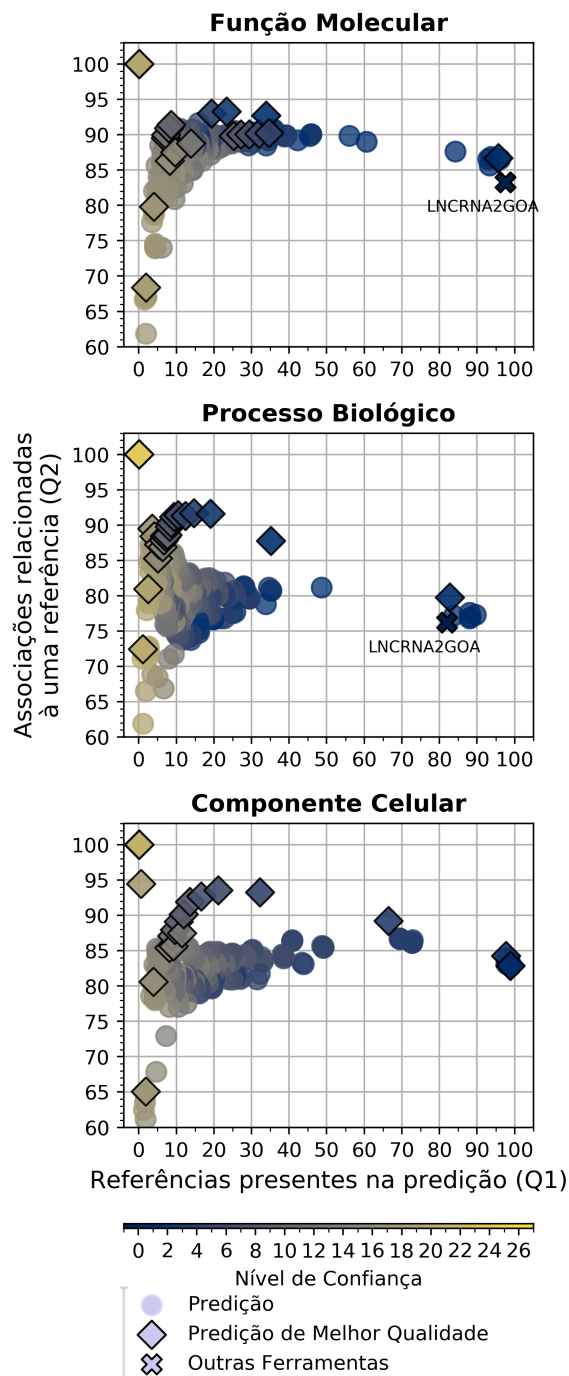 Função Molecular
100
95
90
85
80
75
70
65
60
LNCRNA2GOA
0 10 20 30 40 50 60 70 80 90 100
Processo Biológico
100
95
90
85
80
75
70
65
60
LNCRNA2GOA
0 10 20 30 40 50 60 70 80 90 100
Associações relacionadas
à uma referência (Q2)
Componente Celular
100
95
90
85
80
75
70
65
60
0 10 20 30 40 50 60 70 80 90 100
Referências presentes na predição (Q1)
0 2 4 6 8 10 12 14 16 18 20 22 24 26
Nível de Confiança
Predição
Predição de Melhor Qualidade
Outras Ferramentas